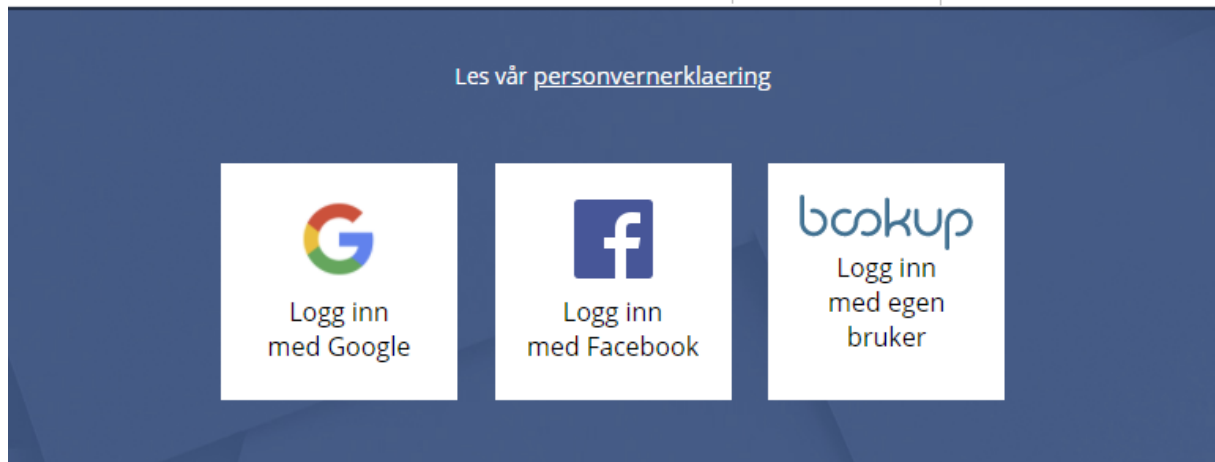 Les vår personvernerklaering
Logg inn
med Google
Logg inn
med Facebook
bookup
Logg inn
med egen
bruker